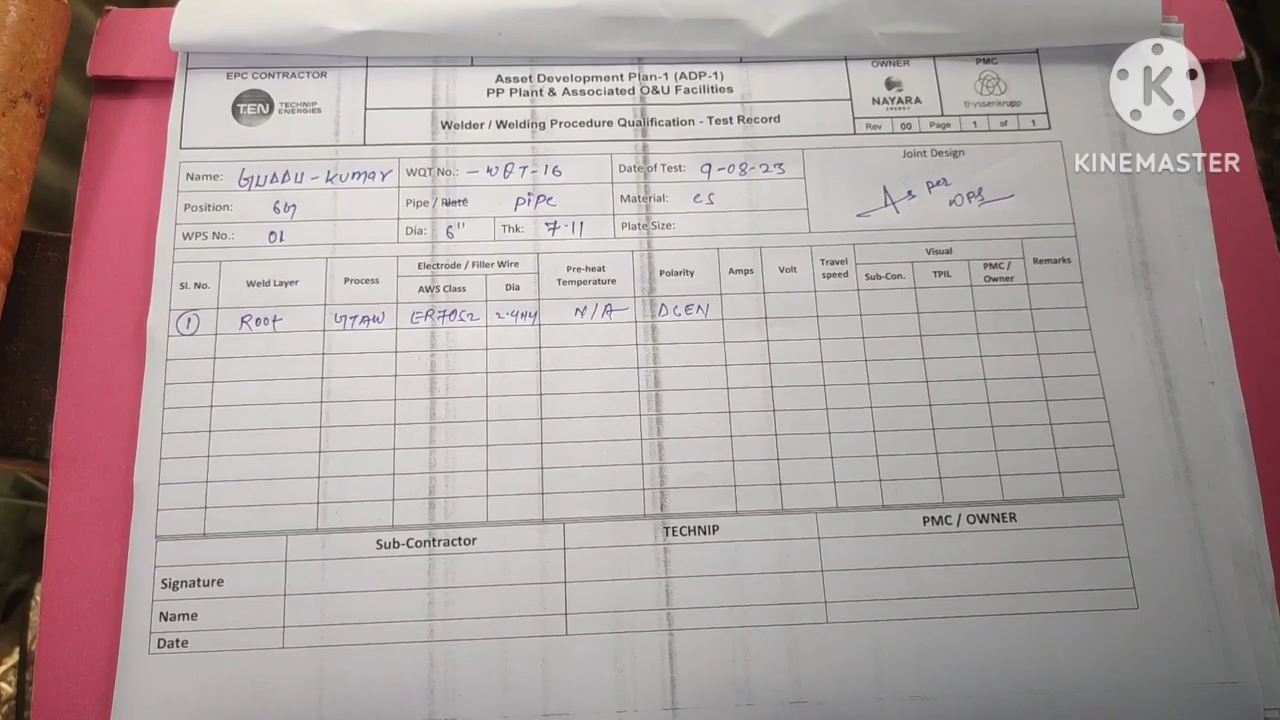 EPC CONTRACTOR
T.EN TECHNIP ENERGIES
Asset Development Plan-1 (ADP-1)
PP Plant & Associated O&U Facilities
Welder / Welding Procedure Qualification - Test Record
OWNER
NAYARA
ENERGY
PMC
thyssenkrupp
Rev 00 Page 1 of 1
K
KINEMASTER
Name: GUDDU-KUMAR WQT No.: -WQT-16 Date of Test: 9-08-23 Joint Design
Position: 6G Pipe / Plate PIPE Material: CS As per WPS
WPS No.: 01 Dia: 6" Thk: 7.11 Plate Size:
Sl. No. Weld Layer Process Electrode / Filler Wire Pre-heat Temperature Polarity Amps Volt Travel speed Visual Remarks
AWS Class Dia Sub-Con. TPIL PMC / Owner
1 Root GTAW ER70S2 2.4 N/A DCEN
Sub-Contractor TECHNIP PMC / OWNER
Signature
Name
Date